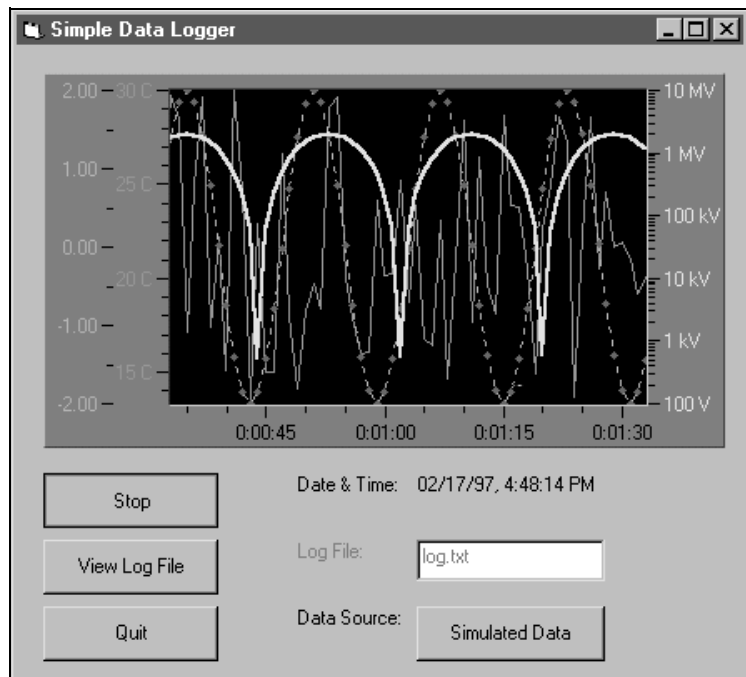 Simple Data Logger
2.00 30 C 10 MV
1 MV
1.00 25 C
100 kV
0.00
20 C 10 kV
-1.00
1 kV
15 C
-2.00 100 V
0:00:45 0:01:00 0:01:15 0:01:30
Stop Date & Time: 02/17/97, 4:48:14 PM
View Log File Log File: log.txt
Quit Data Source: Simulated Data